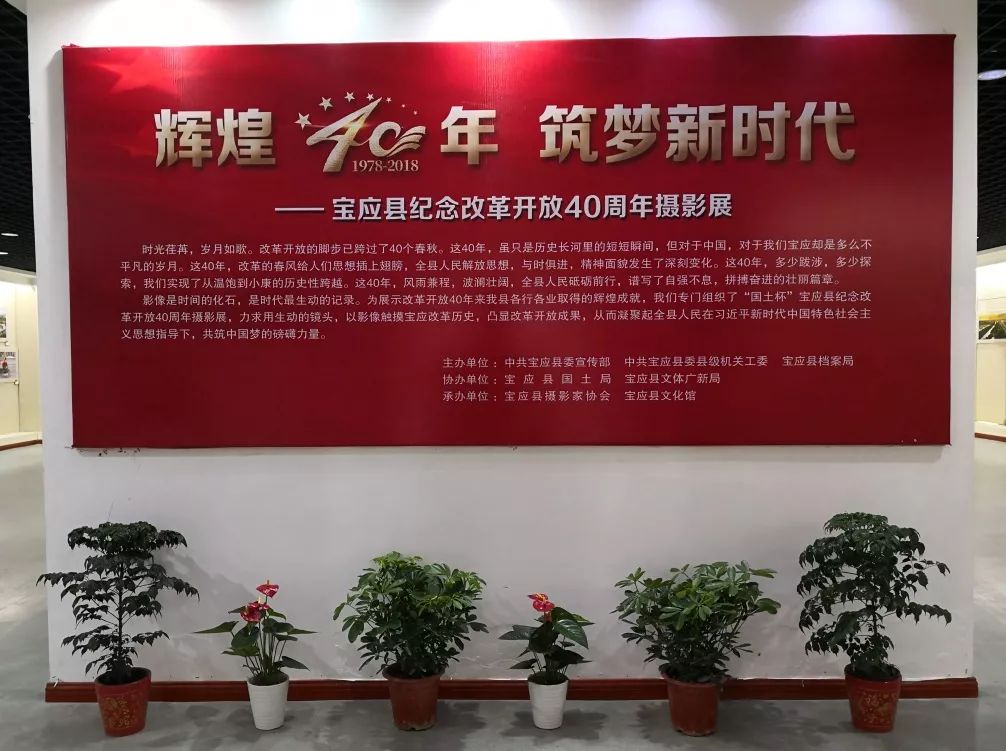 辉煌 40 年 筑梦新时代
1978-2018
——宝应县纪念改革开放40周年摄影展
时光荏苒，岁月如歌。改革开放的脚步已跨过了40个春秋。这40年，虽只是历史长河里的短短瞬间，但对于中国，对于我们宝应却是多么不
平凡的岁月。这40年，改革的春风给人们思想插上翅膀，全县人民解放思想，与时俱进，精神面貌发生了深刻变化。这40年，多少跋涉，多少探
索，我们实现了从温饱到小康的历史性跨越。这40年，风雨兼程，波澜壮阔，全县人民砥砺前行，谱写了自强不息，拼搏奋进的壮丽篇章。
影像是时间的化石，是时代最生动的记录。为展示改革开放40年来我县各行各业取得的辉煌成就，我们专门组织了“国土杯”宝应县纪念改
革开放40周年摄影展，力求用生动的镜头，以影像触摸宝应改革历史，凸显改革开放成果，从而凝聚起全县人民在习近平新时代中国特色社会主
义思想指导下，共筑中国梦的磅礴力量。
主办单位：中共宝应县委宣传部 中共宝应县委县级机关工委 宝应县档案局
协办单位：宝应县国土局 宝应县文体广新局
承办单位：宝应县摄影家协会 宝应县文化馆